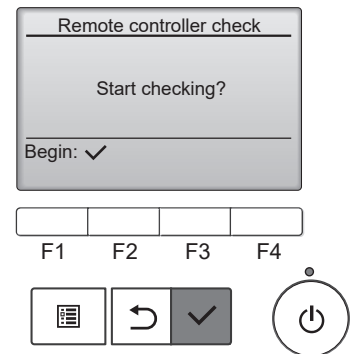 Remote controller check
Start checking?
Begin: ✓
F1 F2 F3 F4